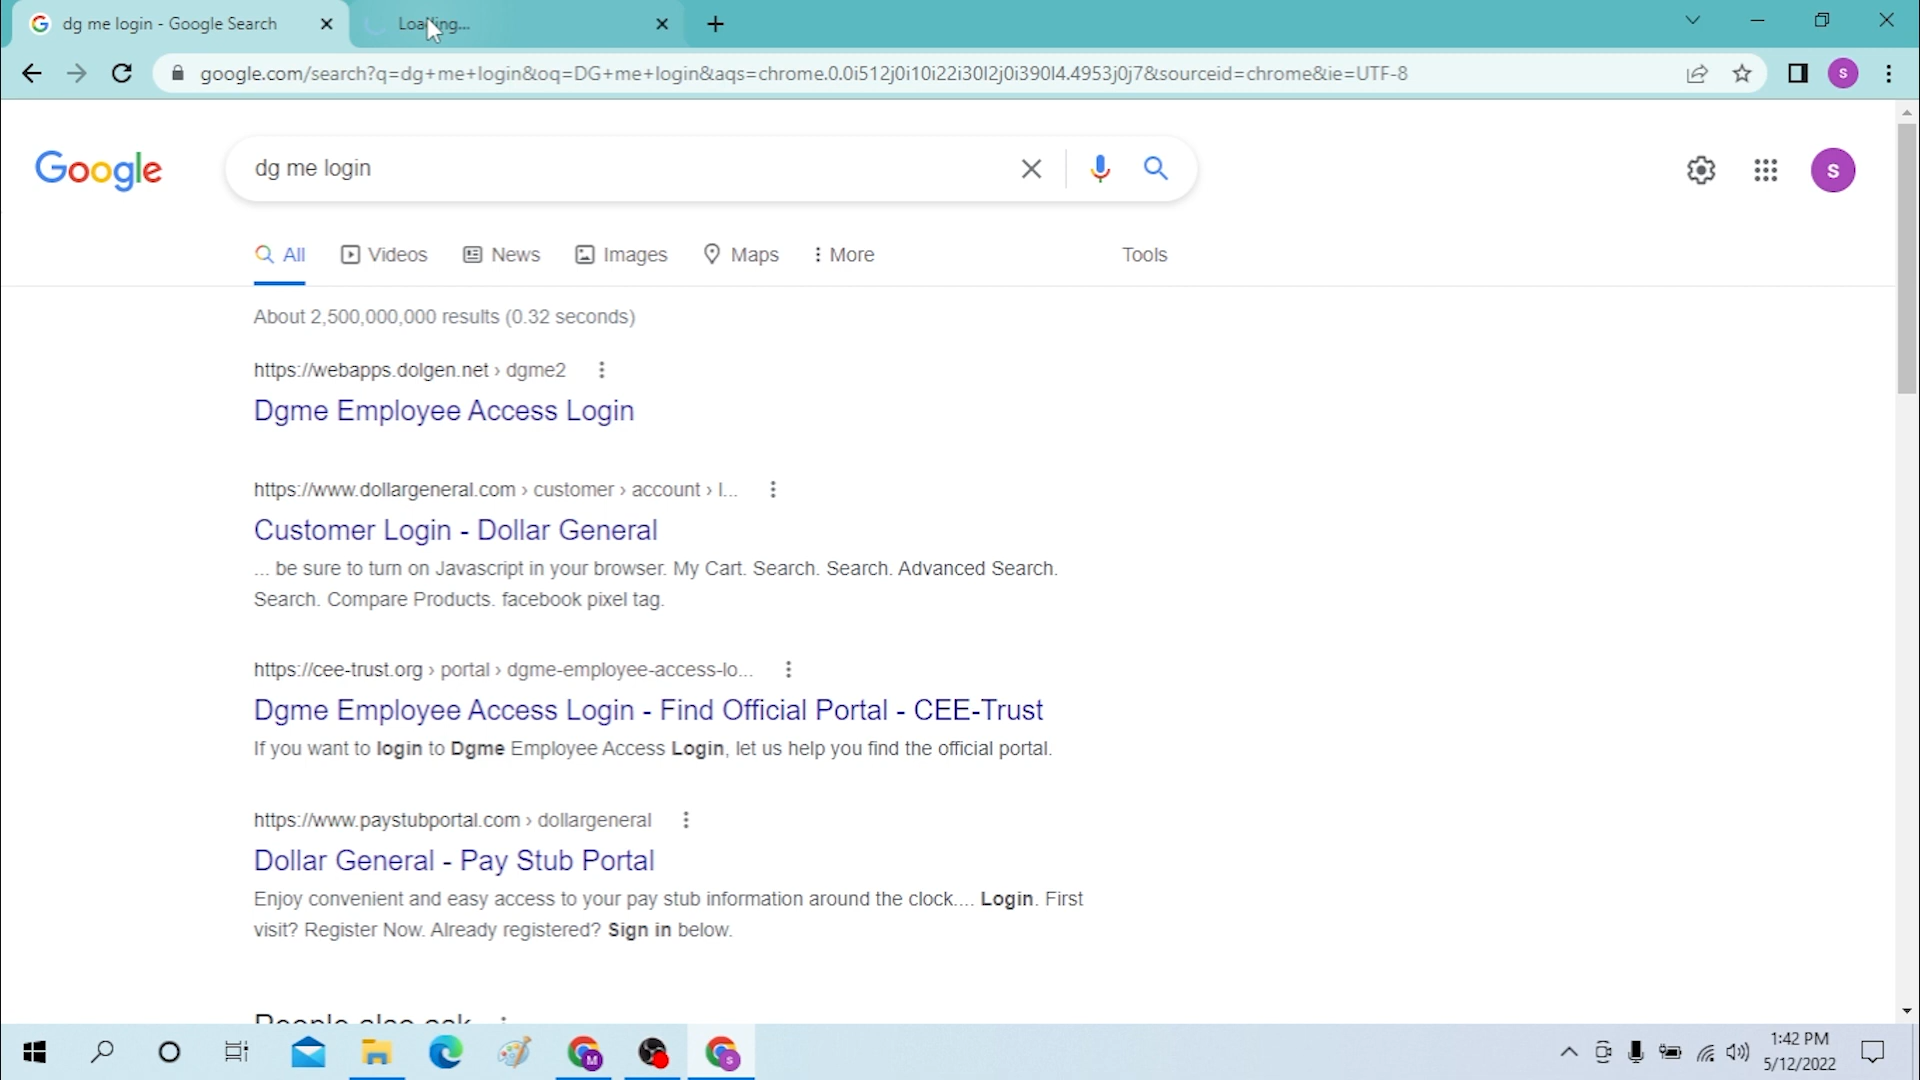 dg me login - Google Search
Loading...
google.com/search?q=dg+me+login&oq=DG+me+login&aqs=chrome.0.0i512j0i10i22i30l2j0i390l4.4953j0j7&sourceid=chrome&ie=UTF-8
S
Google
dg me login
S
All
Videos
News
Images
Maps
More
Tools
About 2,500,000,000 results (0.32 seconds)
https://webapps.dolgen.net › dgme2
Dgme Employee Access Login
https://www.dollargeneral.com › customer › account › l...
Customer Login - Dollar General
... be sure to turn on Javascript in your browser. My Cart. Search. Search. Advanced Search.
Search. Compare Products. facebook pixel tag.
https://cee-trust.org › portal › dgme-employee-access-lo...
Dgme Employee Access Login - Find Official Portal - CEE-Trust
If you want to login to Dgme Employee Access Login, let us help you find the official portal.
https://www.paystubportal.com › dollargeneral
Dollar General - Pay Stub Portal
Enjoy convenient and easy access to your pay stub information around the clock.... Login. First
visit? Register Now. Already registered? Sign in below.
People also ask
M
S
1:42 PM
5/12/2022